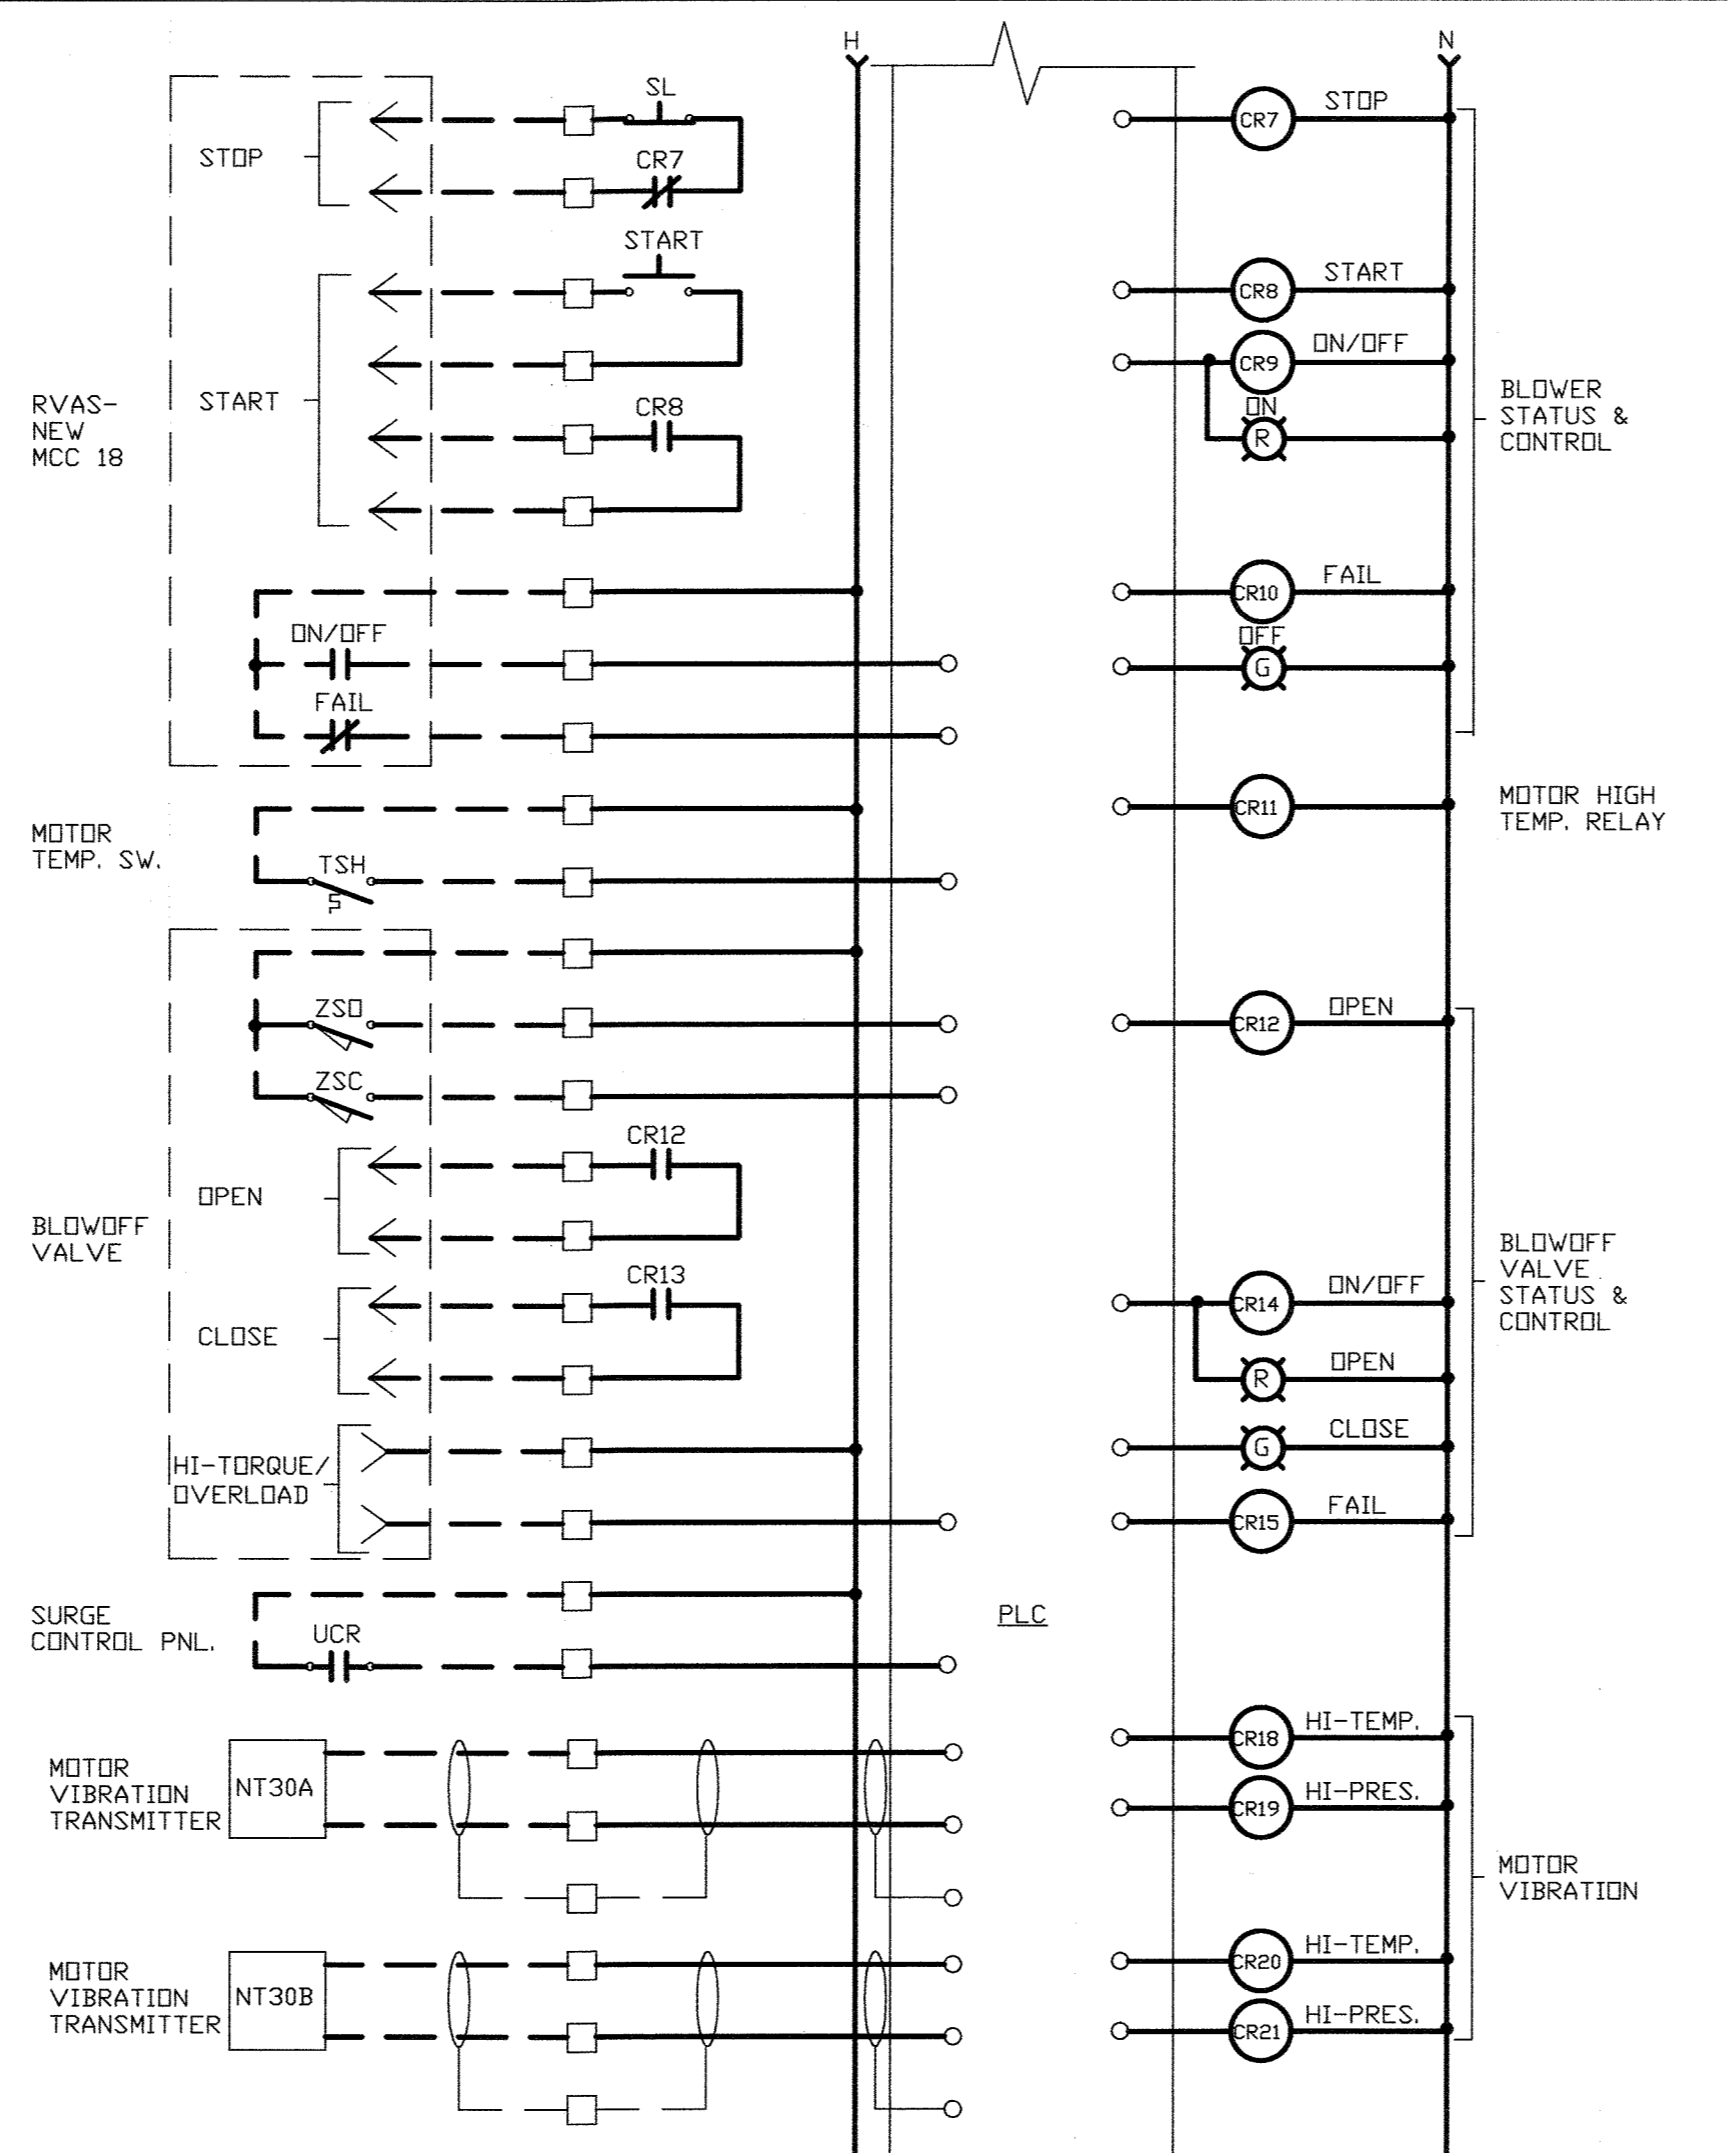 H
N
SL
STOP
CR7
STOP
CR7
START
START
CR8
START
CR8
RVAS-
NEW
MCC 18
ON/OFF
CR9
ON
R
BLOWER
STATUS &
CONTROL
FAIL
CR10
OFF
G
ON/OFF
FAIL
MOTOR
TEMP. SW.
TSH
CR11
MOTOR HIGH
TEMP. RELAY
ZSO
ZSC
OPEN
CR12
BLOWOFF
VALVE
OPEN
CR12
CLOSE
CR13
HI-TORQUE/
OVERLOAD
ON/OFF
CR14
OPEN
R
CLOSE
G
FAIL
CR15
BLOWOFF
VALVE
STATUS &
CONTROL
SURGE
CONTROL PNL.
UCR
PLC
MOTOR
VIBRATION
TRANSMITTER
NT30A
HI-TEMP.
CR18
HI-PRES.
CR19
MOTOR
VIBRATION
MOTOR
VIBRATION
TRANSMITTER
NT30B
HI-TEMP.
CR20
HI-PRES.
CR21